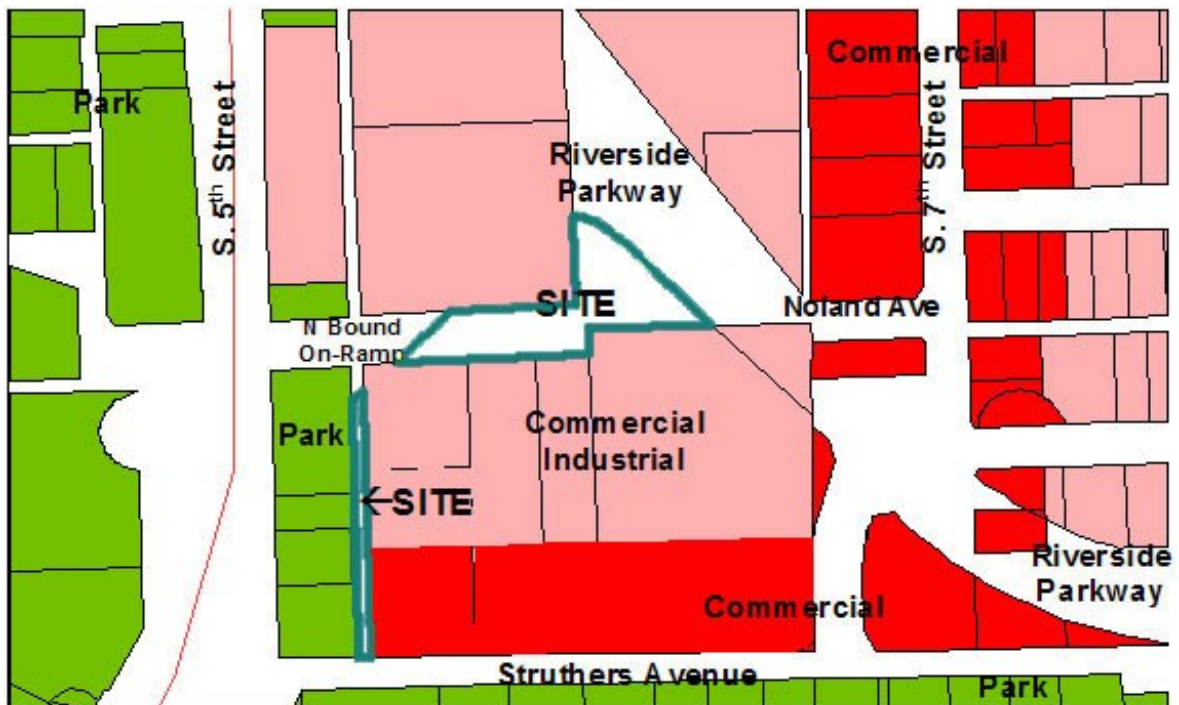 Commercial
Park
S. 5th Street
S. 7th Street
Riverside
Parkway
SITE
Noland Ave
N Bound
On-Ramp
Park
Commercial
Industrial
←SITE
Riverside
Parkway
Commercial
Struthers Avenue
Park